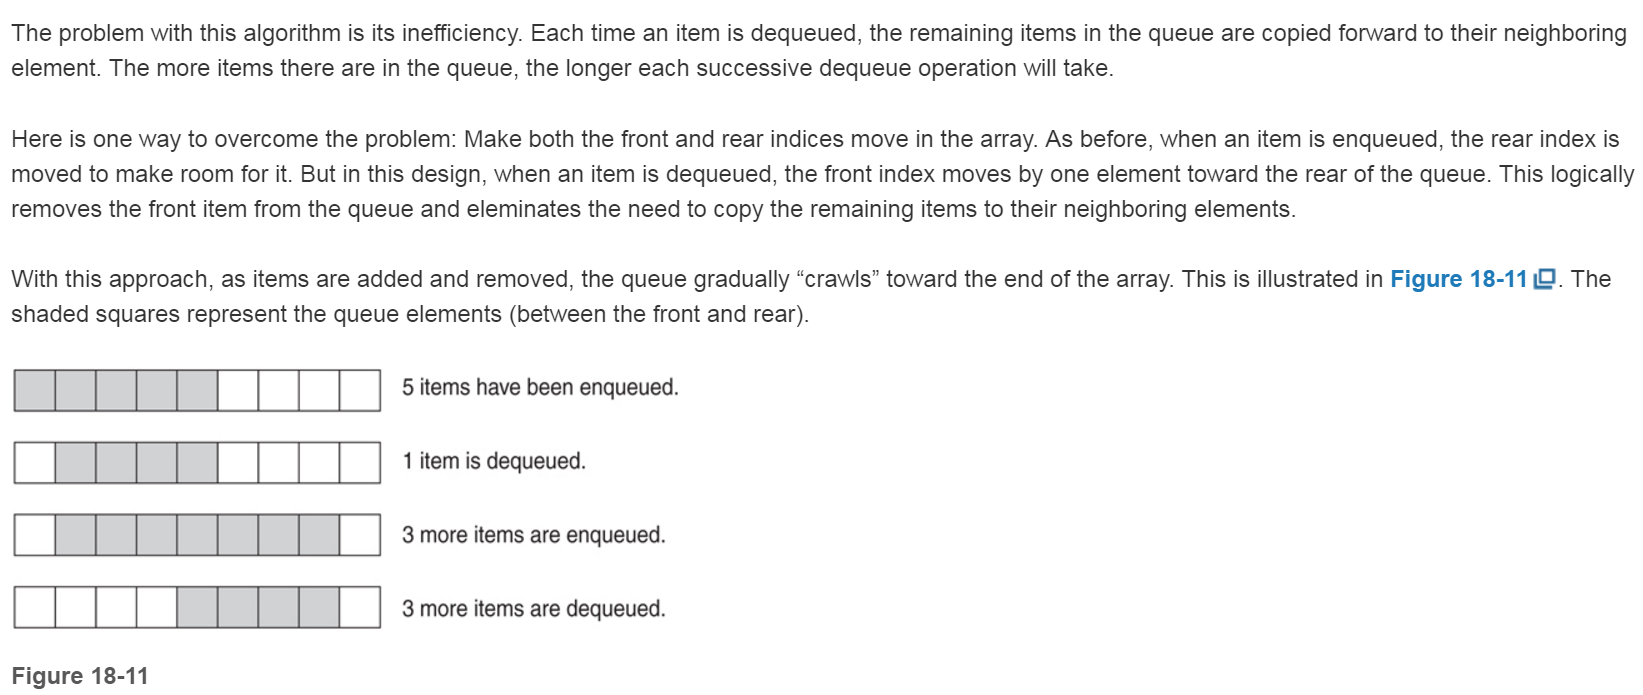 The problem with this algorithm is its inefficiency. Each time an item is dequeued, the remaining items in the queue are copied forward to their neighboring
element. The more items there are in the queue, the longer each successive dequeue operation will take.
Here is one way to overcome the problem: Make both the front and rear indices move in the array. As before, when an item is enqueued, the rear index is
moved to make room for it. But in this design, when an item is dequeued, the front index moves by one element toward the rear of the queue. This logically
removes the front item from the queue and eleminates the need to copy the remaining items to their neighboring elements.
With this approach, as items are added and removed, the queue gradually “crawls” toward the end of the array. This is illustrated in Figure 18-11. The
shaded squares represent the queue elements (between the front and rear).
5 items have been enqueued.
1 item is dequeued.
3 more items are enqueued.
3 more items are dequeued.
Figure 18-11